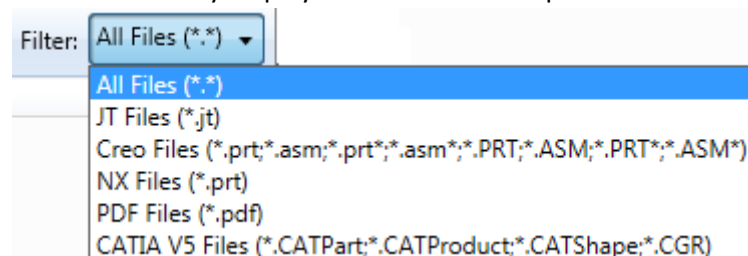 Filter: All Files (*.*)
All Files (*.*)
JT Files (*.jt)
Creo Files (*.prt;*.asm;*.prt*;*.asm*;*.PRT;*.ASM;*.PRT*;*.ASM*)
NX Files (*.prt)
PDF Files (*.pdf)
CATIA V5 Files (*.CATPart;*.CATProduct;*.CATShape;*.CGR)